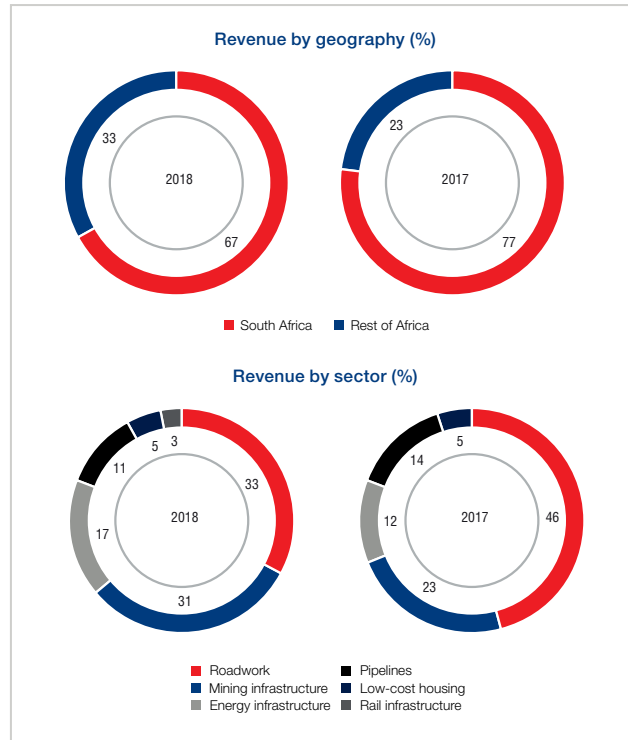 Revenue by geography (%)
33
2018
67
23
2017
77
South Africa
Rest of Africa
Revenue by sector (%)
3
5
11
33
17
2018
31
5
14
12
2017
46
23
Roadwork
Pipelines
Mining infrastructure
Low-cost housing
Energy infrastructure
Rail infrastructure